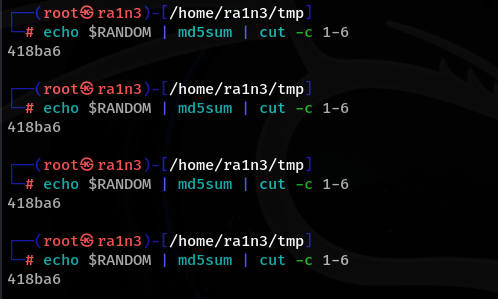 ┌──(root㉿ra1n3)-[/home/ra1n3/tmp]
└─# echo $RANDOM | md5sum | cut -c 1-6
418ba6
┌──(root㉿ra1n3)-[/home/ra1n3/tmp]
└─# echo $RANDOM | md5sum | cut -c 1-6
418ba6
┌──(root㉿ra1n3)-[/home/ra1n3/tmp]
└─# echo $RANDOM | md5sum | cut -c 1-6
418ba6
┌──(root㉿ra1n3)-[/home/ra1n3/tmp]
└─# echo $RANDOM | md5sum | cut -c 1-6
418ba6